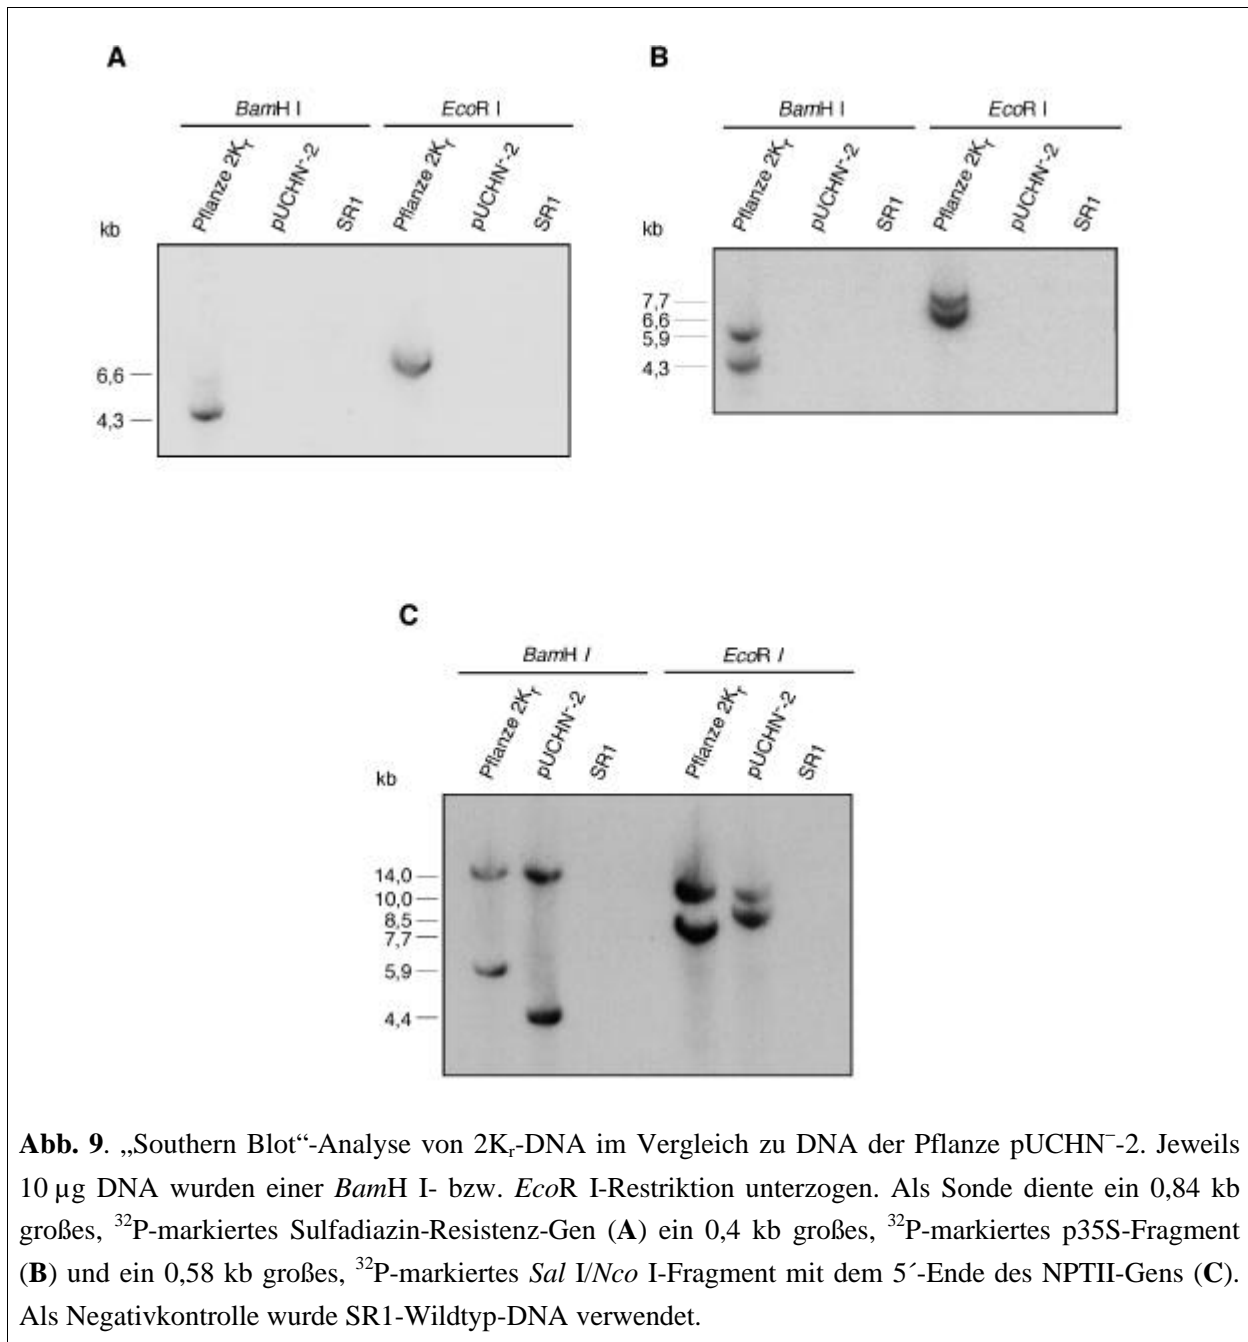 A
BamH I EcoR I
Pflanze 2Kr pUCHN⁻-2 SR1 Pflanze 2Kr pUCHN⁻-2 SR1
kb
6,6
4,3
B
BamH I EcoR I
Pflanze 2Kr pUCHN⁻-2 SR1 Pflanze 2Kr pUCHN⁻-2 SR1
kb
7,7
6,6
5,9
4,3
C
BamH I EcoR I
Pflanze 2Kr pUCHN⁻-2 SR1 Pflanze 2Kr pUCHN⁻-2 SR1
kb
14,0
10,0
8,5
7,7
5,9
4,4
Abb. 9. „Southern Blot“-Analyse von 2Kr-DNA im Vergleich zu DNA der Pflanze pUCHN⁻-2. Jeweils
10 µg DNA wurden einer BamH I- bzw. EcoR I-Restriktion unterzogen. Als Sonde diente ein 0,84 kb
großes, ³²P-markiertes Sulfadiazin-Resistenz-Gen (A) ein 0,4 kb großes, ³²P-markiertes p35S-Fragment
(B) und ein 0,58 kb großes, ³²P-markiertes Sal I/Nco I-Fragment mit dem 5´-Ende des NPTII-Gens (C).
Als Negativkontrolle wurde SR1-Wildtyp-DNA verwendet.